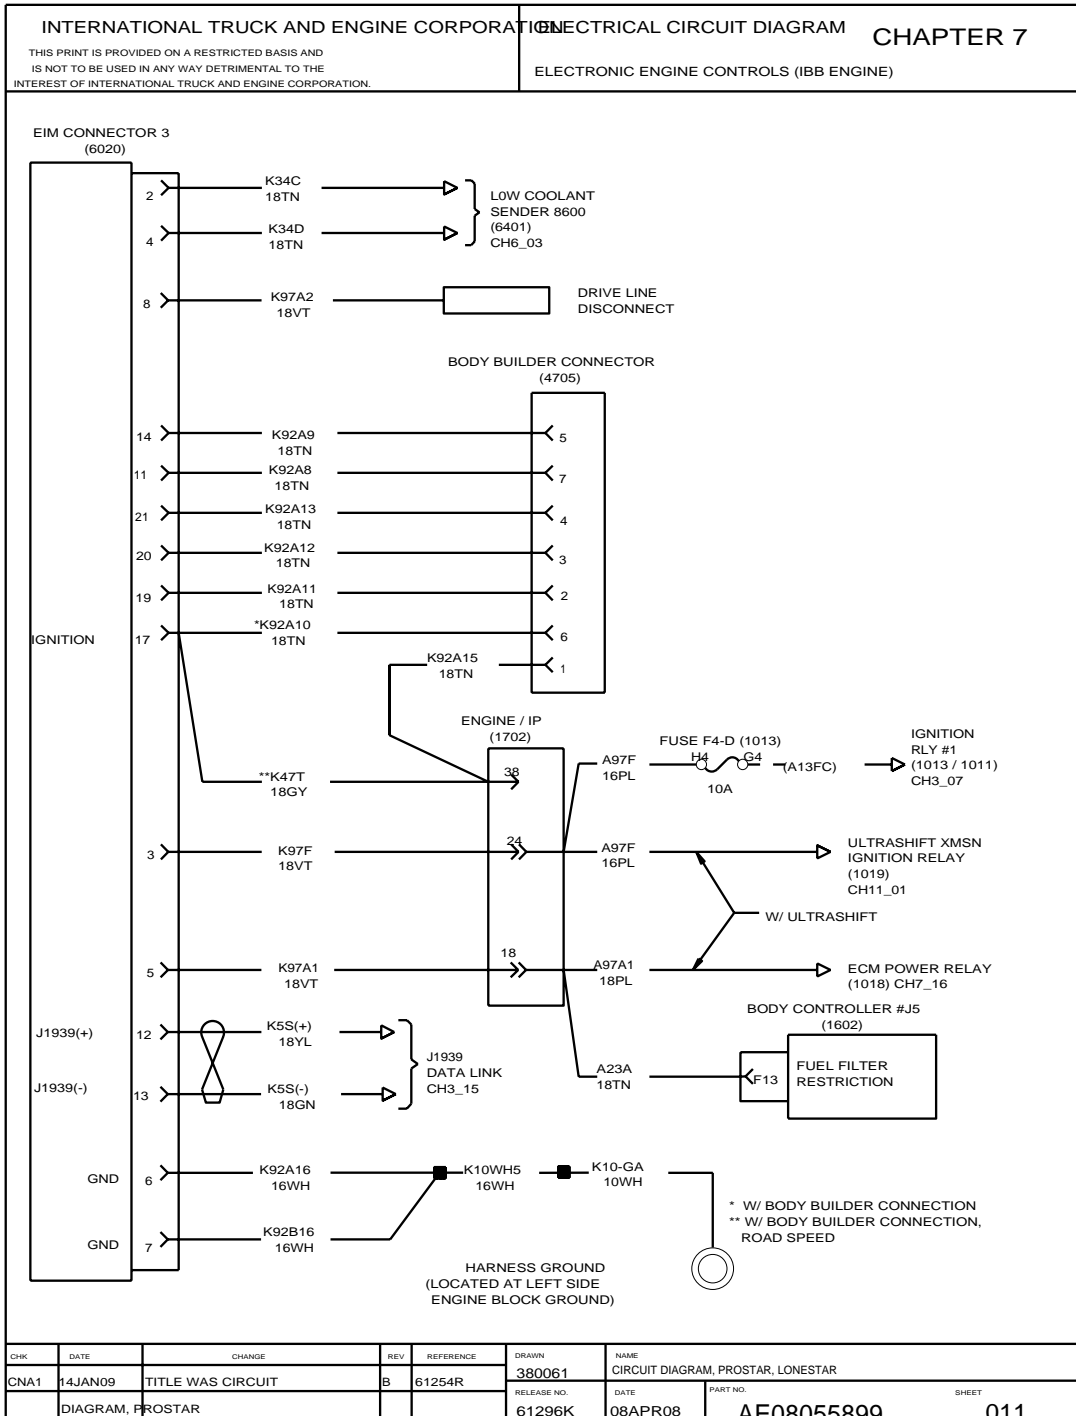 INTERNATIONAL TRUCK AND ENGINE CORPORATION
THIS PRINT IS PROVIDED ON A RESTRICTED BASIS AND
IS NOT TO BE USED IN ANY WAY DETRIMENTAL TO THE
INTEREST OF INTERNATIONAL TRUCK AND ENGINE CORPORATION.
ELECTRICAL CIRCUIT DIAGRAM
CHAPTER 7
ELECTRONIC ENGINE CONTROLS (IBB ENGINE)
EIM CONNECTOR 3
(6020)
2
K34C
18TN
4
K34D
18TN
L0W COOLANT
SENDER 8600
(6401)
CH6_03
8
K97A2
18VT
DRIVE LINE
DISCONNECT
BODY BUILDER CONNECTOR
(4705)
14
K92A9
18TN
5
11
K92A8
18TN
7
21
K92A13
18TN
4
20
K92A12
18TN
3
19
K92A11
18TN
2
IGNITION
17
*K92A10
18TN
6
K92A15
18TN
1
ENGINE / IP
(1702)
**K47T
18GY
38
A97F
16PL
FUSE F4-D (1013)
H4
G4
10A
(A13FC)
IGNITION
RLY #1
(1013 / 1011)
CH3_07
3
K97F
18VT
24
A97F
16PL
ULTRASHIFT XMSN
IGNITION RELAY
(1019)
CH11_01
W/ ULTRASHIFT
5
K97A1
18VT
18
A97A1
18PL
ECM POWER RELAY
(1018) CH7_16
BODY CONTROLLER #J5
(1602)
A23A
18TN
F13
FUEL FILTER
RESTRICTION
J1939(+)
12
K5S(+)
18YL
J1939(-)
13
K5S(-)
18GN
J1939
DATA LINK
CH3_15
GND
6
K92A16
16WH
K10WH5
16WH
K10-GA
10WH
GND
7
K92B16
16WH
* W/ BODY BUILDER CONNECTION
** W/ BODY BUILDER CONNECTION,
ROAD SPEED
HARNESS GROUND
(LOCATED AT LEFT SIDE
ENGINE BLOCK GROUND)
CHK DATE CHANGE REV REFERENCE
CNA1 14JAN09 TITLE WAS CIRCUIT B 61254R
DIAGRAM, PROSTAR
DRAWN
380061
NAME
CIRCUIT DIAGRAM, PROSTAR, LONESTAR
RELEASE NO.
61296K
DATE
08APR08
PART NO.
AE08055899
SHEET
011